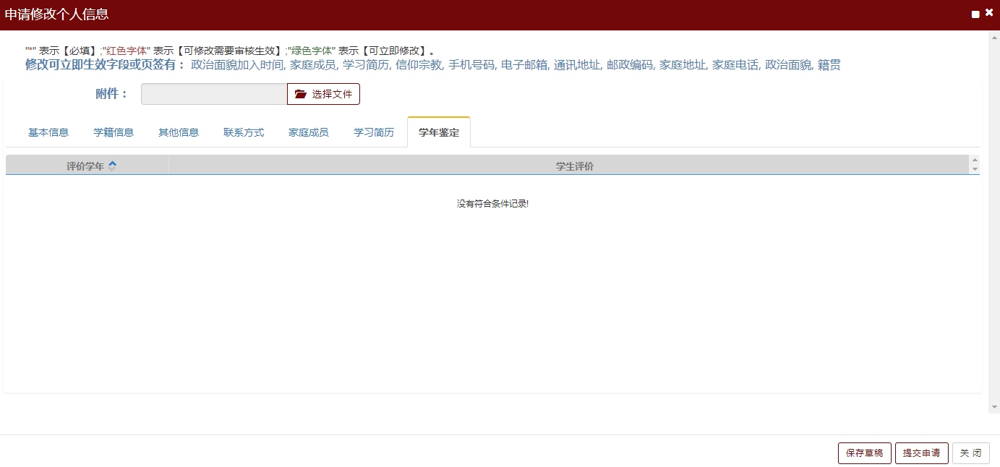 申请修改个人信息
"*" 表示【必填】;"红色字体" 表示【可修改需要审核生效】;"绿色字体" 表示【可立即修改】。
修改可立即生效字段或页签有： 政治面貌加入时间, 家庭成员, 学习简历, 信仰宗教, 手机号码, 电子邮箱, 通讯地址, 邮政编码, 家庭地址, 家庭电话, 政治面貌, 籍贯
附件： 选择文件
基本信息 学籍信息 其他信息 联系方式 家庭成员 学习简历 学年鉴定
评价学年 学生评价
没有符合条件记录!
保存草稿 提交申请 关 闭